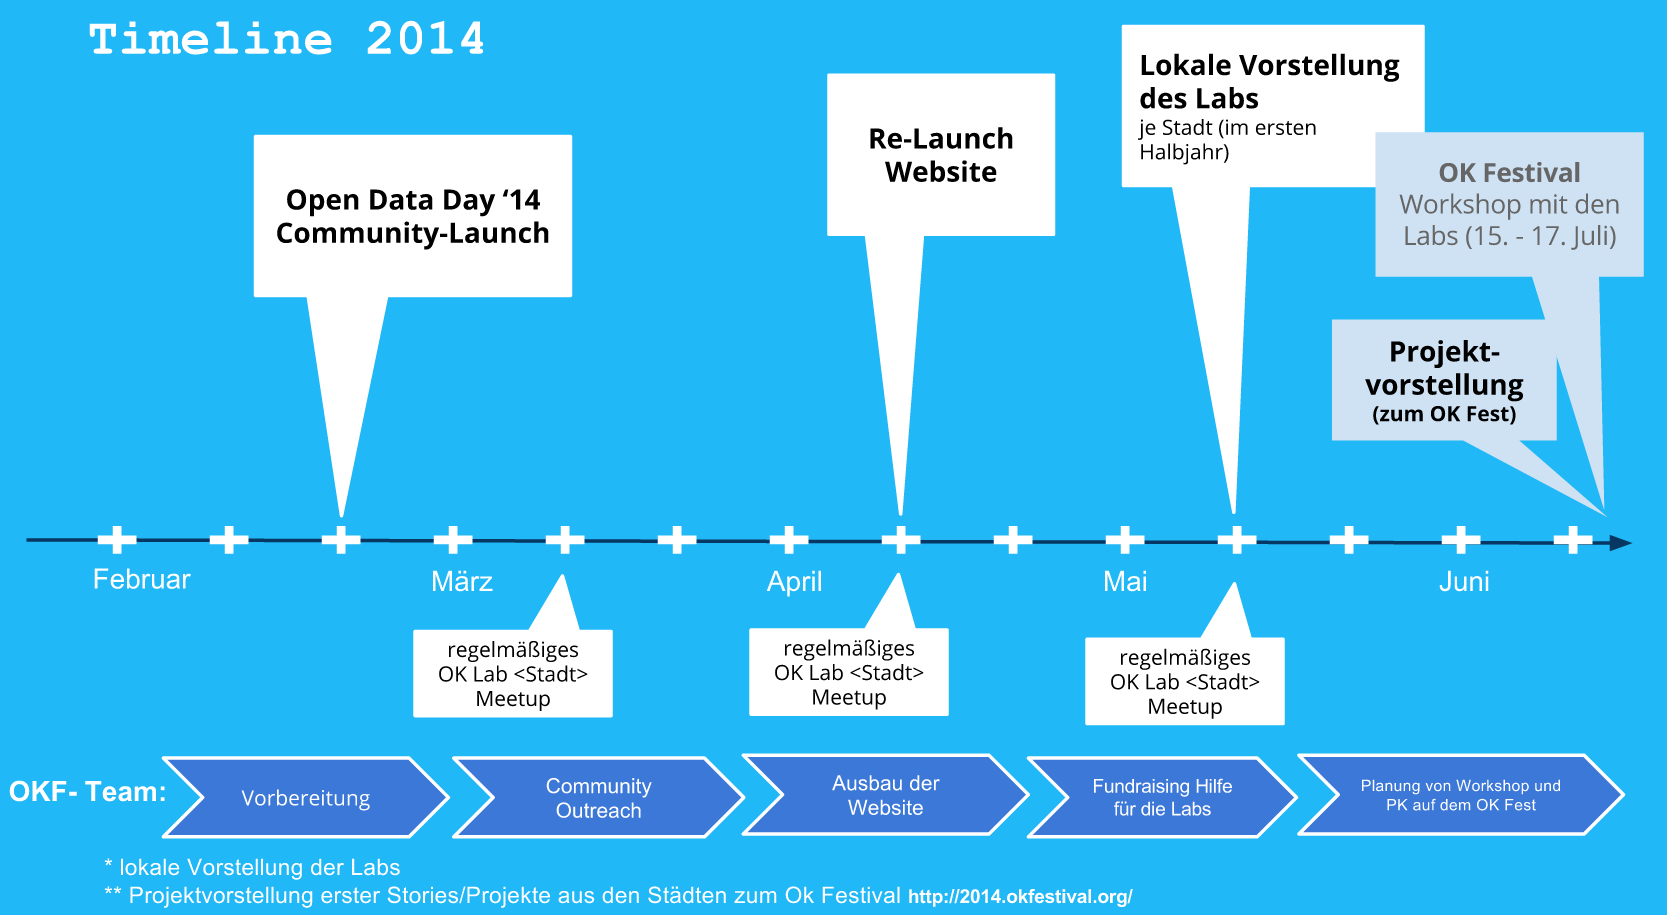 Timeline 2014
Open Data Day ‘14
Community-Launch
Re-Launch
Website
Lokale Vorstellung
des Labs
je Stadt (im ersten
Halbjahr)
OK Festival
Workshop mit den
Labs (15. - 17. Juli)
Projekt-
vorstellung
(zum OK Fest)
Februar
März
April
Mai
Juni
regelmäßiges
OK Lab <Stadt>
Meetup
regelmäßiges
OK Lab <Stadt>
Meetup
regelmäßiges
OK Lab <Stadt>
Meetup
OKF- Team:
Vorbereitung
Community
Outreach
Ausbau der
Website
Fundraising Hilfe
für die Labs
Planung von Workshop und
PK auf dem OK Fest
* lokale Vorstellung der Labs
** Projektvorstellung erster Stories/Projekte aus den Städten zum Ok Festival http://2014.okfestival.org/